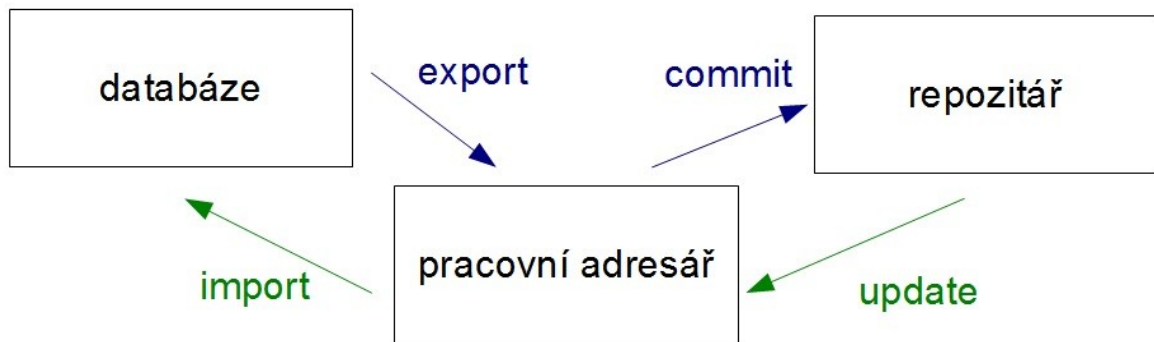 databáze
export
commit
repozitář
pracovní adresář
import
update